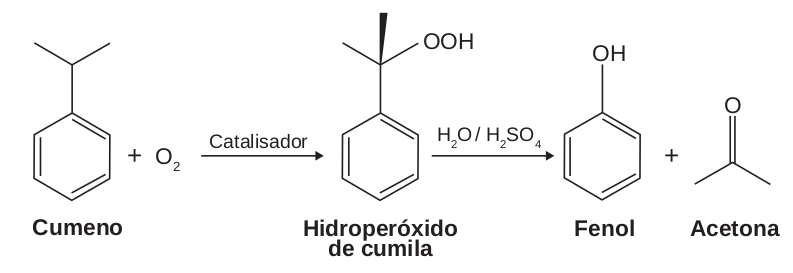 OOH
OH
O
+ O₂
Catalisador
H₂O / H₂SO₄
+
Cumeno
Hidroperóxido
de cumila
Fenol
Acetona